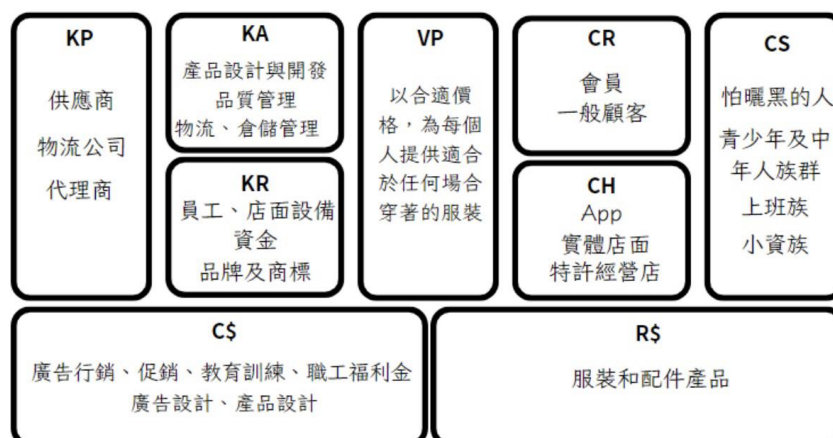 KP
供應商
物流公司
代理商
KA
產品設計與開發
品質管理
物流、倉儲管理
KR
員工、店面設備
資金
品牌及商標
VP
以合適價
格，為每個
人提供適合
於任何場合
穿著的服裝
CR
會員
一般顧客
CH
App
實體店面
特許經營店
CS
怕曬黑的人
青少年及中
年人族群
上班族
小資族
C$
廣告行銷、促銷、教育訓練、職工福利金
廣告設計、產品設計
R$
服裝和配件產品